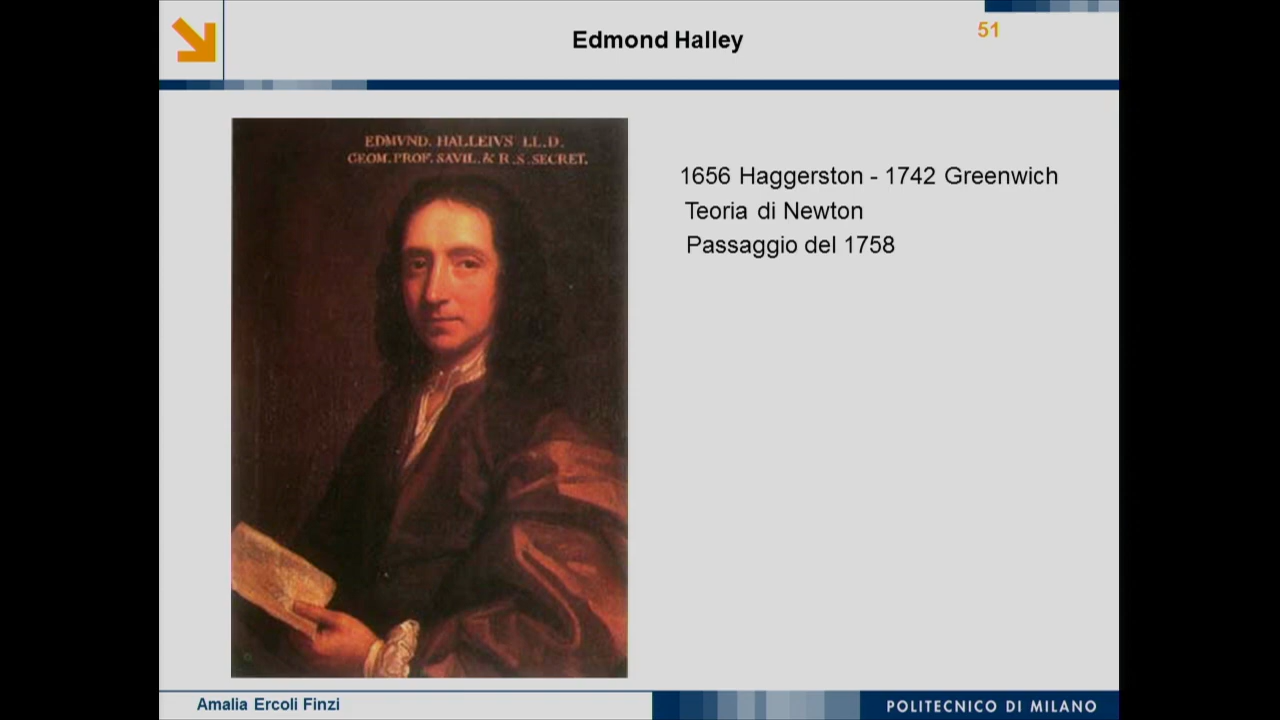 Edmond Halley
51
EDMVND. HALLEIVS LL.D.
GEOM. PROF. SAVIL. & R.S. SECRET.
1656 Haggerston - 1742 Greenwich
Teoria di Newton
Passaggio del 1758
Amalia Ercoli Finzi
POLITECNICO DI MILANO